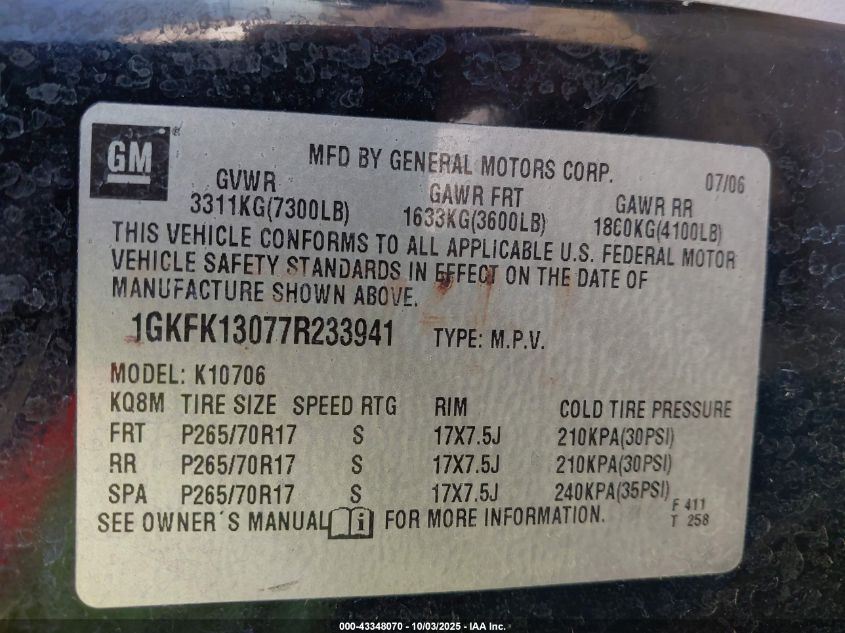 GM®
MFD BY GENERAL MOTORS CORP. 07/06
GVWR GAWR FRT GAWR RR
3311KG(7300LB) 1633KG(3600LB) 1860KG(4100LB)
THIS VEHICLE CONFORMS TO ALL APPLICABLE U.S. FEDERAL MOTOR
VEHICLE SAFETY STANDARDS IN EFFECT ON THE DATE OF
MANUFACTURE SHOWN ABOVE.
1GKFK13077R233941 TYPE: M.P.V.
MODEL: K10706
KQ8M TIRE SIZE SPEED RTG RIM COLD TIRE PRESSURE
FRT P265/70R17 S 17X7.5J 210KPA(30PSI)
RR P265/70R17 S 17X7.5J 210KPA(30PSI)
SPA P265/70R17 S 17X7.5J 240KPA(35PSI)
SEE OWNER´S MANUAL i FOR MORE INFORMATION.
F 411
T 258
000-43348070 - 10/03/2025 - IAA Inc.